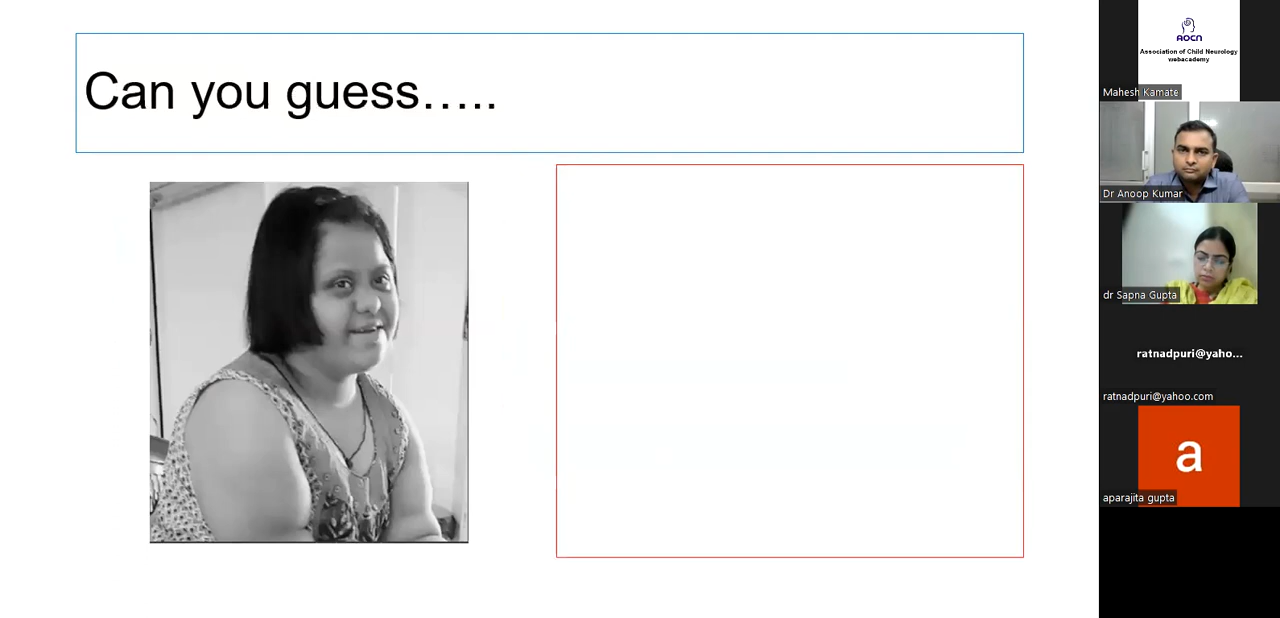 Can you guess…..
AOCN
Association of Child Neurology
webacademy
Mahesh Kamate
Dr Anoop Kumar
dr Sapna Gupta
ratnadpuri@yaho...
ratnadpuri@yahoo.com
a
aparajita gupta